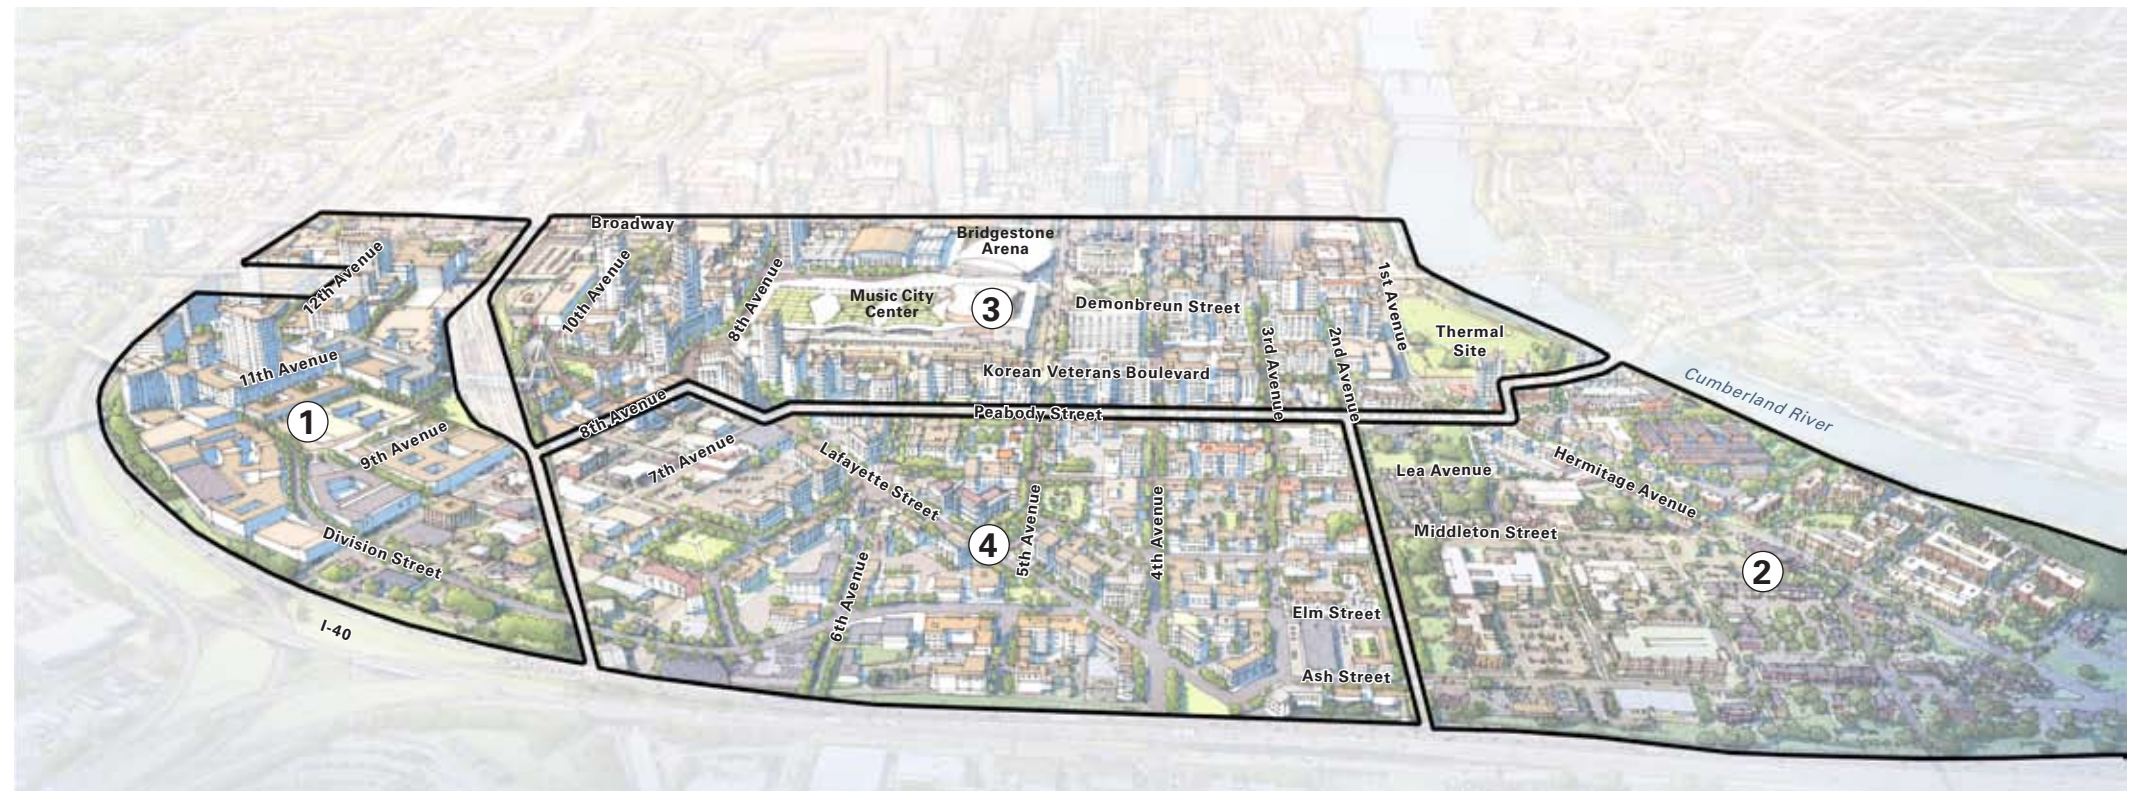 Broadway
Bridgestone
Arena
12th Avenue
10th Avenue
8th Avenue
Music City
Center
3
Demonbreun Street
1st Avenue
Thermal
Site
3rd Avenue
2nd Avenue
11th Avenue
Korean Veterans Boulevard
Cumberland River
1
8th Avenue
Peabody Street
9th Avenue
7th Avenue
Lafayette Street
Lea Avenue
Hermitage Avenue
Division Street
4
5th Avenue
4th Avenue
Middleton Street
2
6th Avenue
Elm Street
I-40
Ash Street